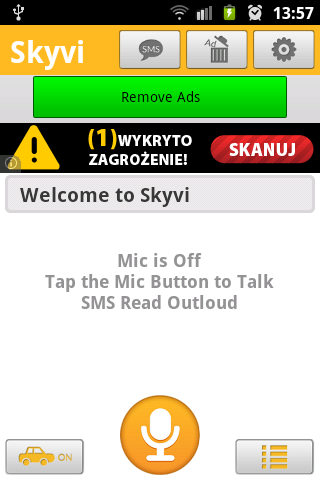 13:57
Skyvi
SMS
Ad
Remove Ads
(1)WYKRYTO
ZAGROŻENIE!
SKANUJ
Welcome to Skyvi
Mic is Off
Tap the Mic Button to Talk
SMS Read Outloud
ON